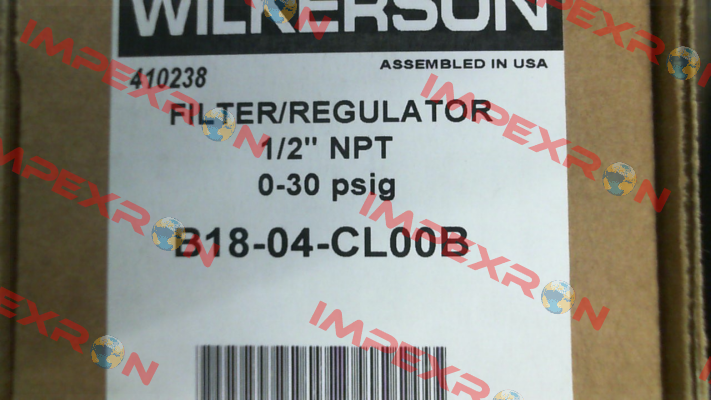 WILKERSON
410238
ASSEMBLED IN USA
FILTER/REGULATOR
1/2" NPT
0-30 psig
B18-04-CL00B
IMPEXRON
IMPEXRON
IMPEXRON
IMPEXRON
IMPEXRON